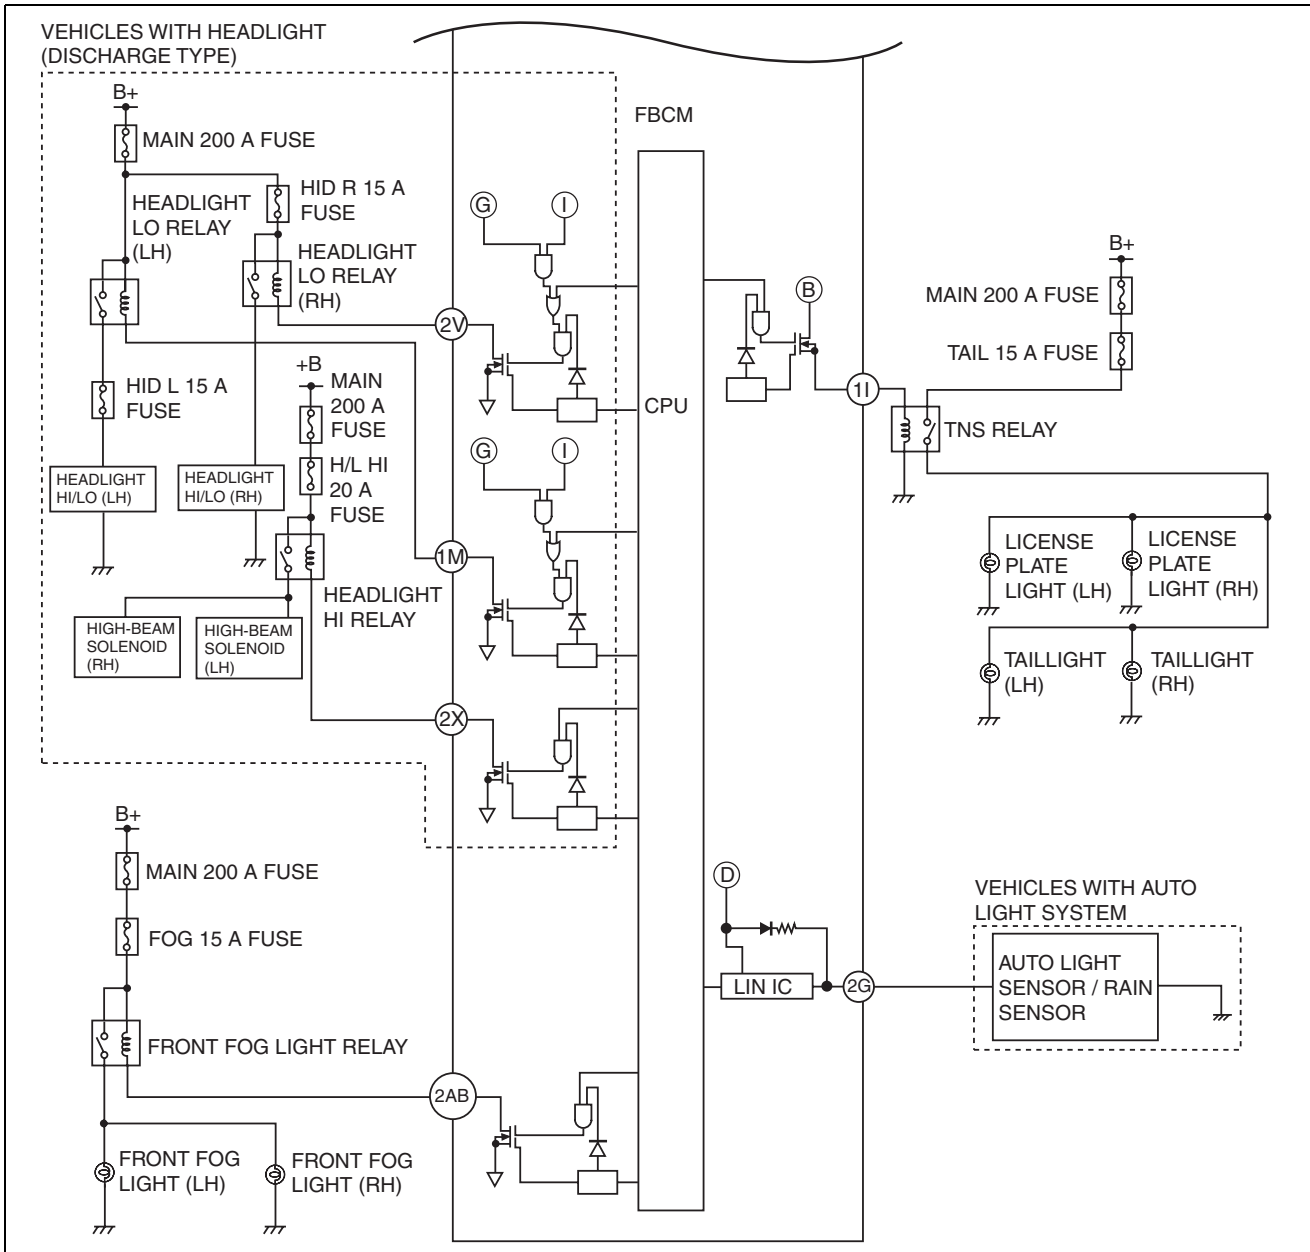 VEHICLES WITH HEADLIGHT
(DISCHARGE TYPE)
B+
MAIN 200 A FUSE
HID R 15 A
FUSE
HEADLIGHT
LO RELAY
(LH)
HEADLIGHT
LO RELAY
(RH)
HID L 15 A
FUSE
+B
MAIN
200 A
FUSE
H/L HI
20 A
FUSE
HEADLIGHT
HI/LO (LH)
HEADLIGHT
HI/LO (RH)
HEADLIGHT
HI RELAY
HIGH-BEAM
SOLENOID
(RH)
HIGH-BEAM
SOLENOID
(LH)
2V
1M
2X
G
I
G
I
FBCM
CPU
B
1I
B+
MAIN 200 A FUSE
TAIL 15 A FUSE
TNS RELAY
LICENSE
PLATE
LIGHT (LH)
LICENSE
PLATE
LIGHT (RH)
TAILLIGHT
(LH)
TAILLIGHT
(RH)
B+
MAIN 200 A FUSE
FOG 15 A FUSE
FRONT FOG LIGHT RELAY
2AB
FRONT FOG
LIGHT (LH)
FRONT FOG
LIGHT (RH)
D
LIN IC
2G
VEHICLES WITH AUTO
LIGHT SYSTEM
AUTO LIGHT
SENSOR / RAIN
SENSOR